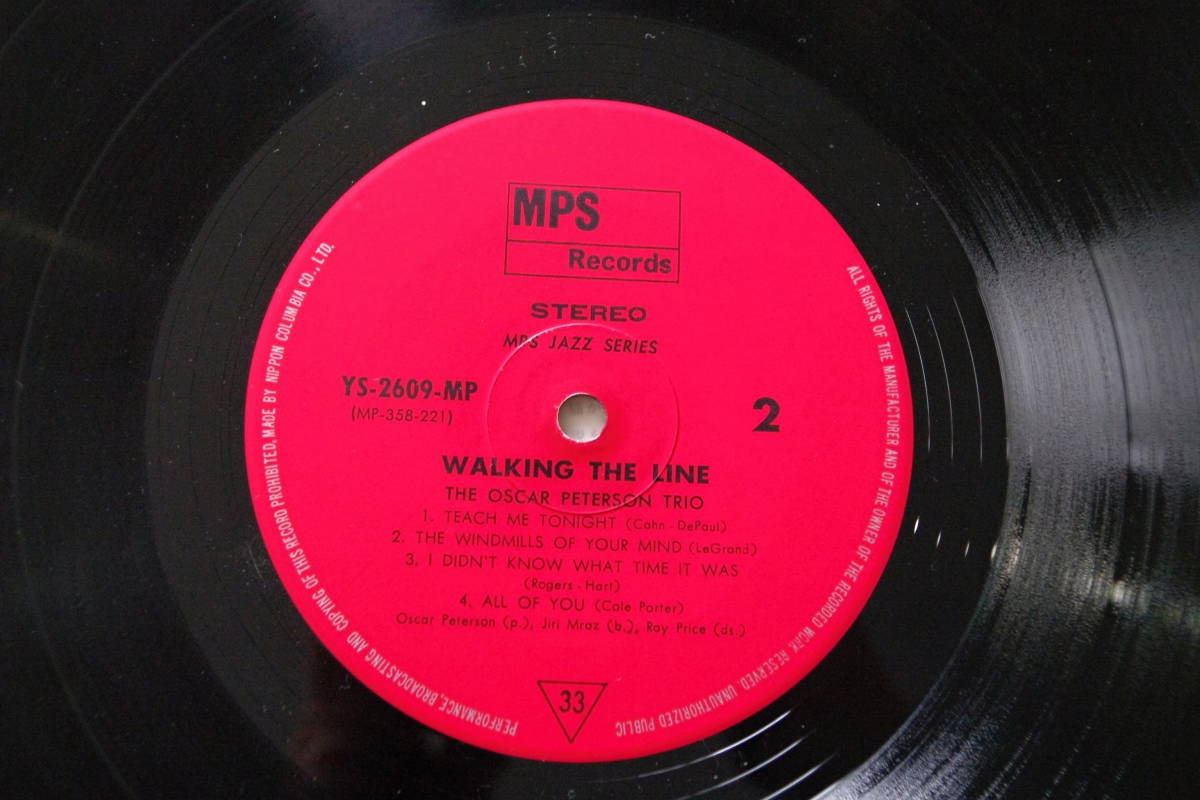 MPS
Records
STEREO
MPS JAZZ SERIES
YS-2609-MP
(MP-358-221)
2
WALKING THE LINE
THE OSCAR PETERSON TRIO
1. TEACH ME TONIGHT (Cahn - DePaul)
2. THE WINDMILLS OF YOUR MIND (LeGrand)
3. I DIDN'T KNOW WHAT TIME IT WAS
(Rogers - Hart)
4. ALL OF YOU (Cole Porter)
Oscar Peterson (p.), Jiri Mraz (b.), Ray Price (ds.)
33
ALL RIGHTS OF THE MANUFACTURER AND OF THE OWNER OF THE RECORDED WORK RESERVED. UNAUTHORIZED PUBLIC PERFORMANCE, BROADCASTING AND COPYING OF THIS RECORD PROHIBITED. MADE BY NIPPON COLUMBIA CO., LTD.